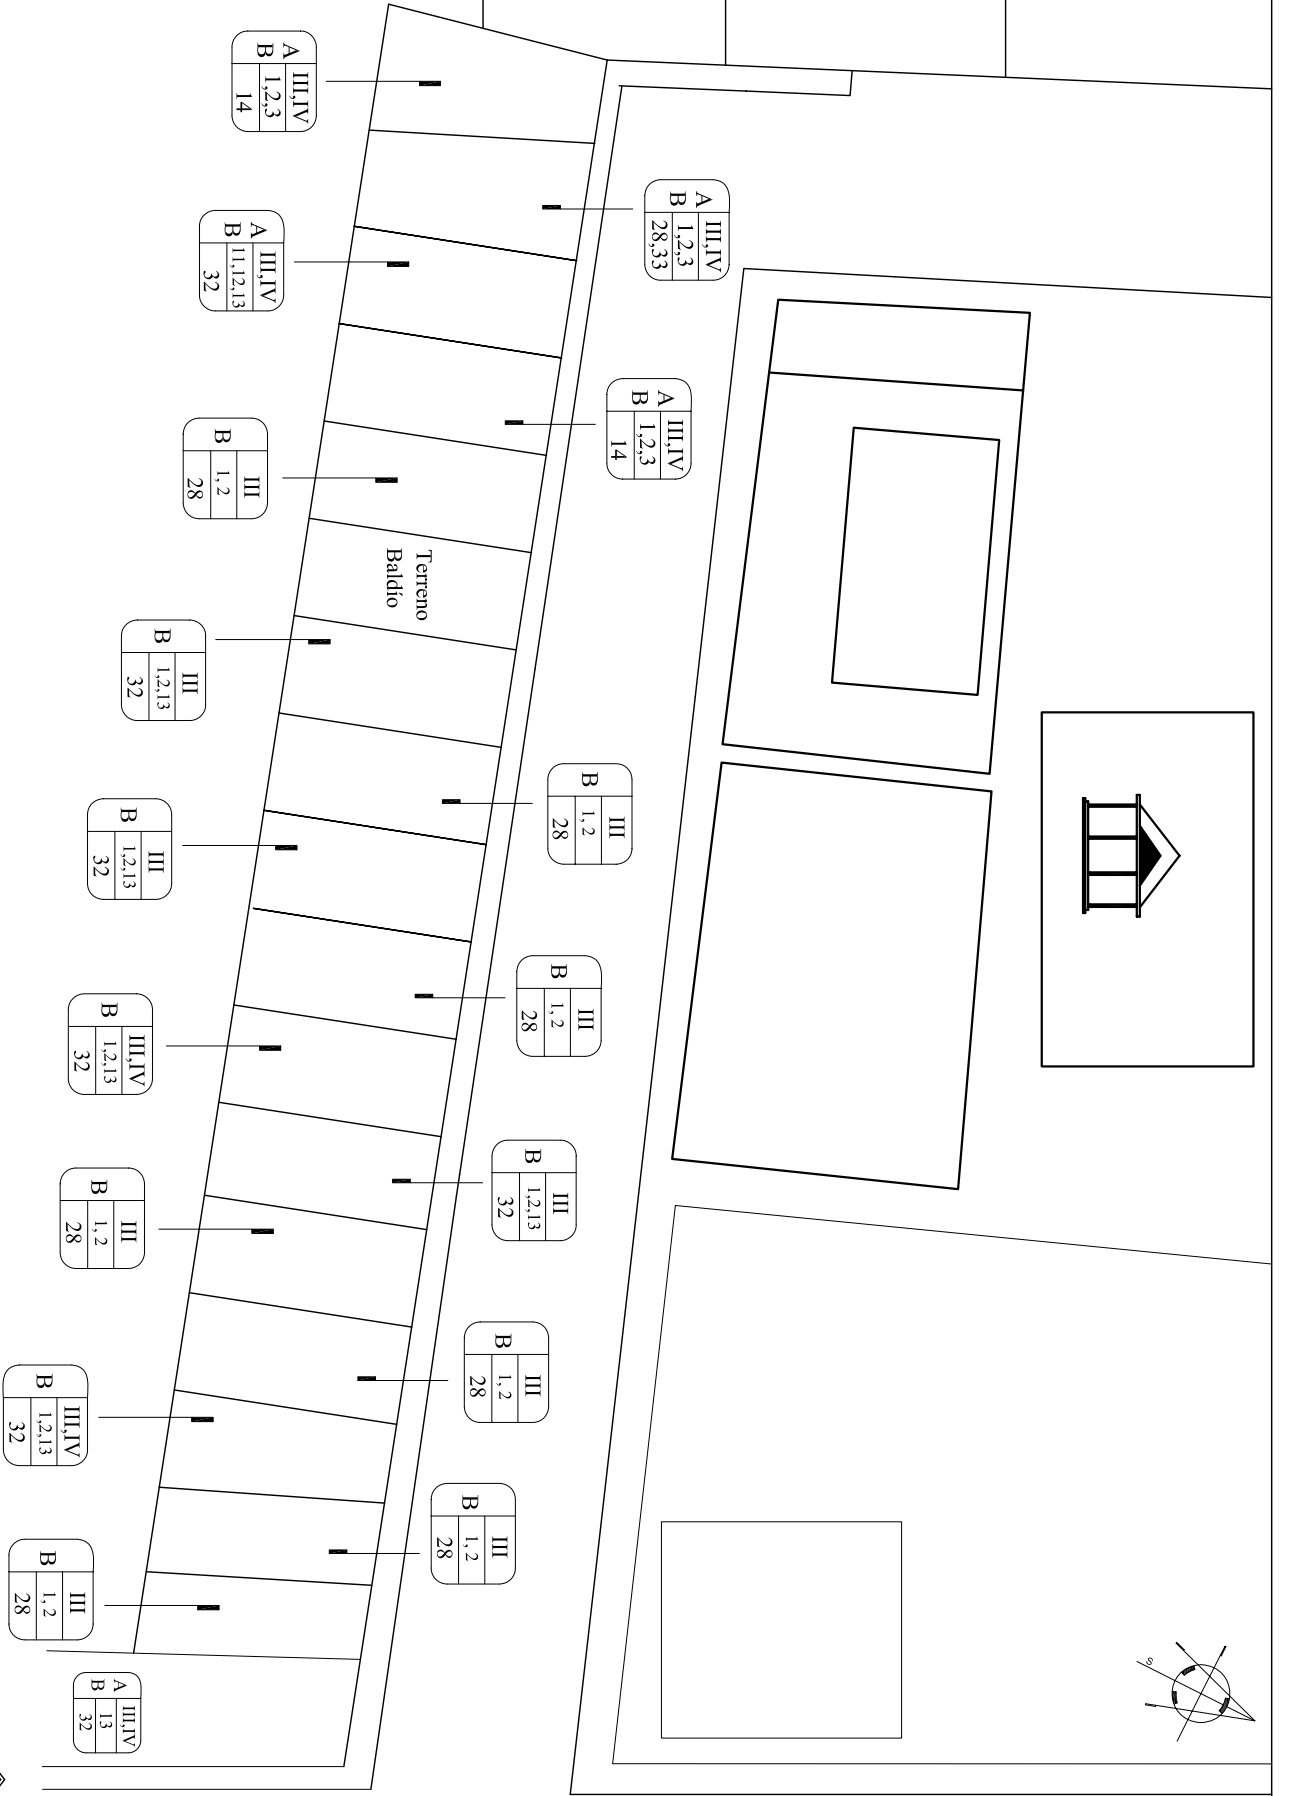 A
B
III,IV
1,2,3
14
A
B
III,IV
1,2,3
28,33
A
B
III,IV
11,12,13
32
A
B
III,IV
1,2,3
14
B
III
1, 2
28
Terreno
Baldío
B
III
1,2,13
32
B
III
1, 2
28
B
III
1,2,13
32
B
III
1, 2
28
B
III,IV
1,2,13
32
B
III
1,2,13
32
B
III
1, 2
28
B
III
1, 2
28
B
III,IV
1,2,13
32
B
III
1, 2
28
B
III
1, 2
28
A
B
III,IV
13
32
S